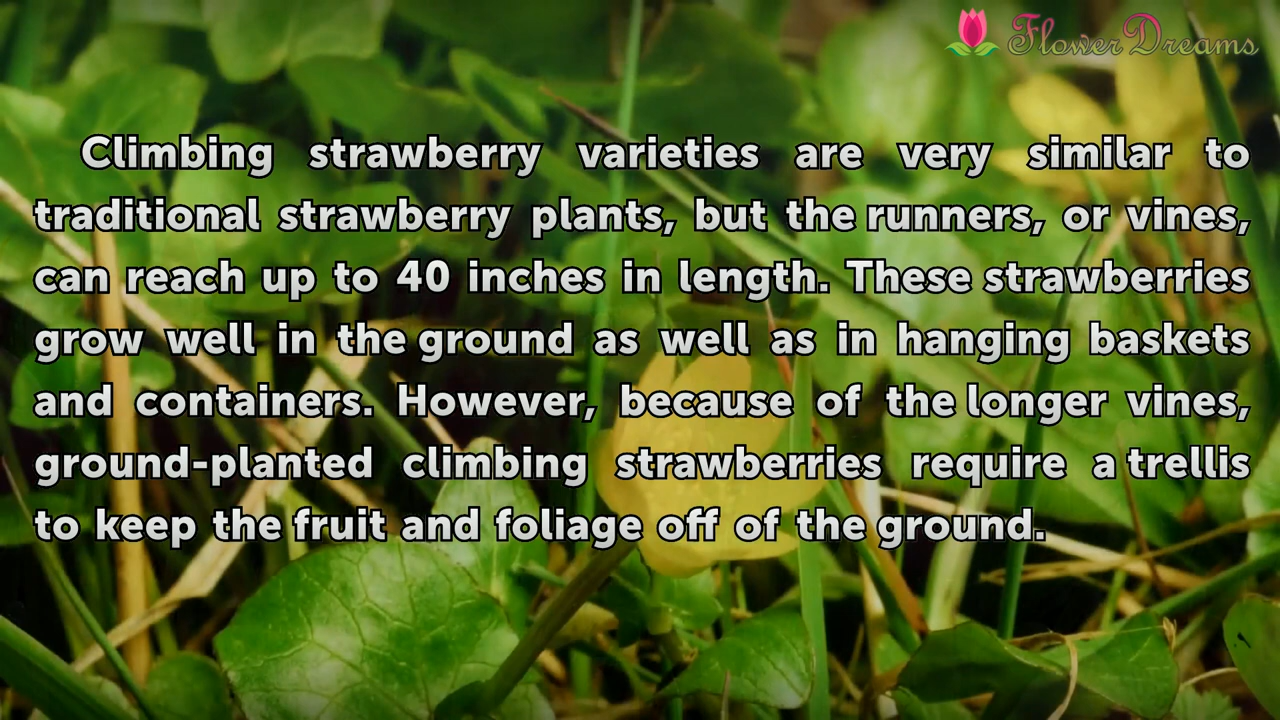 Flower Dreams
Climbing strawberry varieties are very similar to
traditional strawberry plants, but the runners, or vines,
can reach up to 40 inches in length. These strawberries
grow well in the ground as well as in hanging baskets
and containers. However, because of the longer vines,
ground-planted climbing strawberries require a trellis
to keep the fruit and foliage off of the ground.